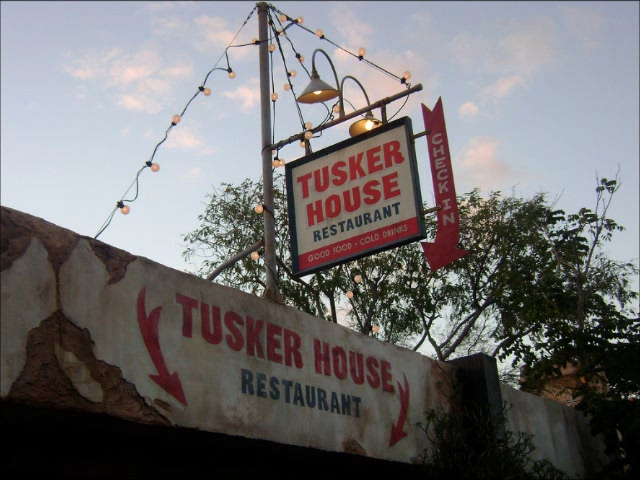 TUSKER
HOUSE
RESTAURANT
GOOD FOOD • COLD DRINKS
CHECK-IN
TUSKER HOUSE
RESTAURANT